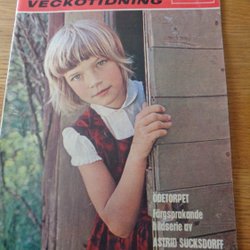 VECKOTIDNING
ÖDETORPET
Färgsprakande
bildserie av
ASTRID SUCKSDORFF